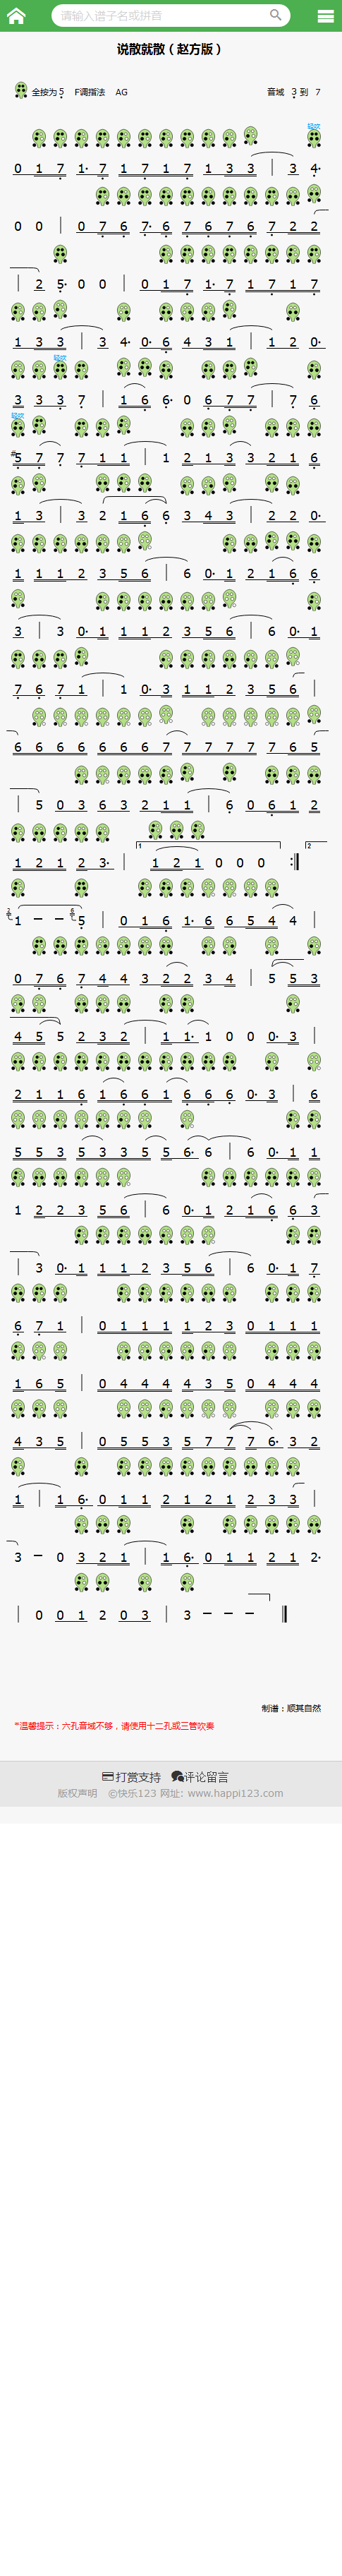 请输入谱子名或拼音
说散就散（赵方版）
全按为5 F调指法 AG 音域 3 到 7
轻吹
0 1 7 1· 7 1 7 1 7 1 3 3 | 3 4·
0 0 | 0 7 6 7· 6 7 6 7 6 7 2 2
| 2 5· 0 0 | 0 1 7 1· 7 1 7 1 7
1 3 3 | 3 4· 0· 6 4 3 1 | 1 2 0·
轻吹
3 3 3 7 | 1 6 6· 0 6 7 7 | 7 6
轻吹
#5 7 7 7 1 1 | 1 2 1 3 3 2 1 6
1 3 | 3 2 1 6 6 3 4 3 | 2 2 0·
1 1 1 2 3 5 6 | 6 0· 1 2 1 6 6
3 | 3 0· 1 1 1 2 3 5 6 | 6 0· 1
7 6 7 1 | 1 0· 3 1 1 2 3 5 6 |
6 6 6 6 6 6 6 7 7 7 7 7 7 6 5
| 5 0 3 6 3 2 1 1 | 6 0 6 1 2
1 2 1 2 3· | 1 1 2 1 0 0 0 :| 2
2 1 – – 6 5 | 0 1 6 1· 6 6 5 4 4 |
0 7 6 7 4 4 3 2 2 3 4 | 5 5 3
4 5 5 2 3 2 | 1 1· 1 0 0 0· 3 |
2 1 1 6 1 6 6 1 6 6 6 0· 3 | 6
5 5 3 5 3 3 5 5 6· 6 | 6 0· 1 1
1 2 2 3 5 6 | 6 0· 1 2 1 6 6 3
| 3 0· 1 1 1 2 3 5 6 | 6 0· 1 7
6 7 1 | 0 1 1 1 1 2 3 0 1 1 1
1 6 5 | 0 4 4 4 4 3 5 0 4 4 4
4 3 5 | 0 5 5 3 5 7 7 7 6· 3 2
1 | 1 6· 0 1 1 2 1 2 1 2 3 3 |
3 – 0 3 2 1 | 1 6· 0 1 1 2 1 2·
| 0 0 1 2 0 3 | 3 – – – ‖
制谱：顺其自然
*温馨提示：六孔音域不够，请使用十二孔或三管吹奏
打赏支持 评论留言
版权声明 ©快乐123 网址: www.happi123.com